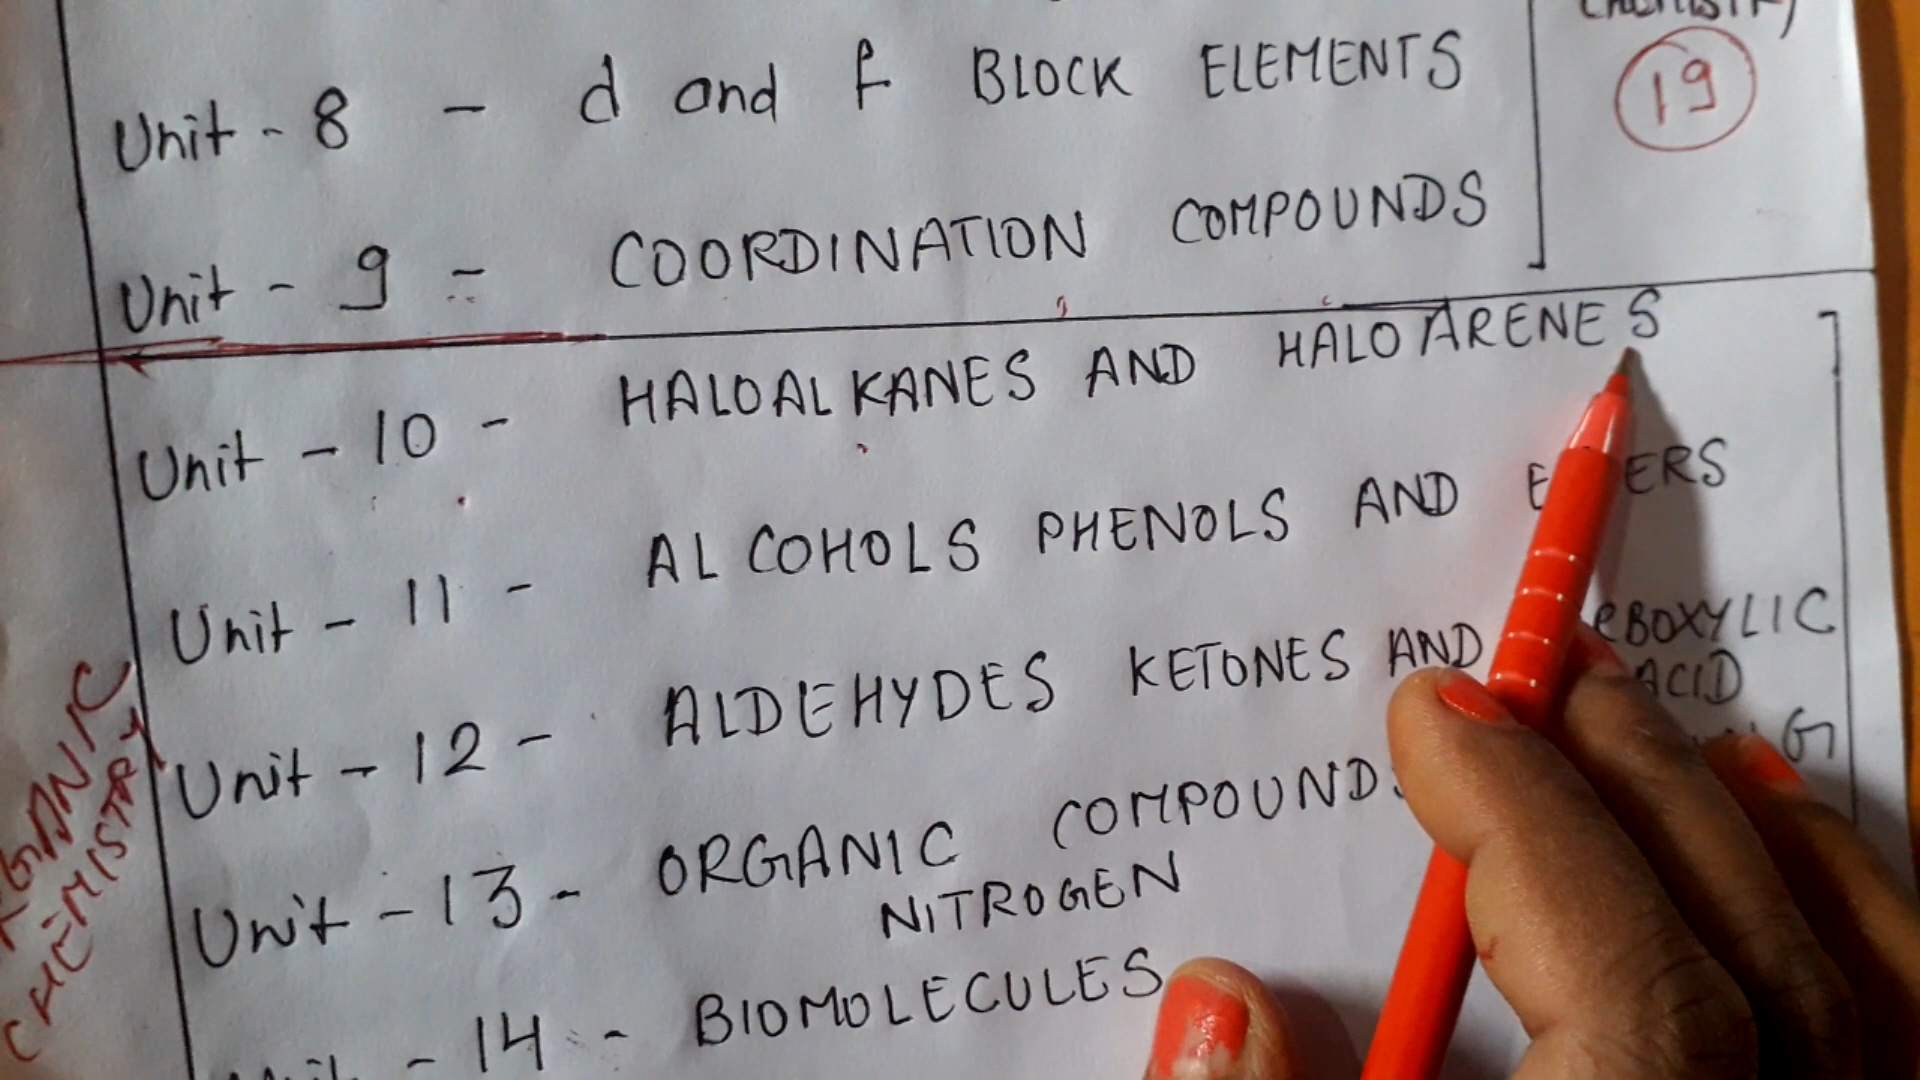 Unit - 8 - d and f BLOCK ELEMENTS
19
Unit - 9 - COORDINATION COMPOUNDS
Unit - 10 - HALOALKANES AND HALOARENES
Unit - 11 - ALCOHOLS PHENOLS AND
Unit - 12 - ALDEHYDES KETONES AND
ACID
Unit - 13 - ORGANIC COMPOUNDS
NITROGEN
- 14 - BIOMOLECULES
CHEMISTRY